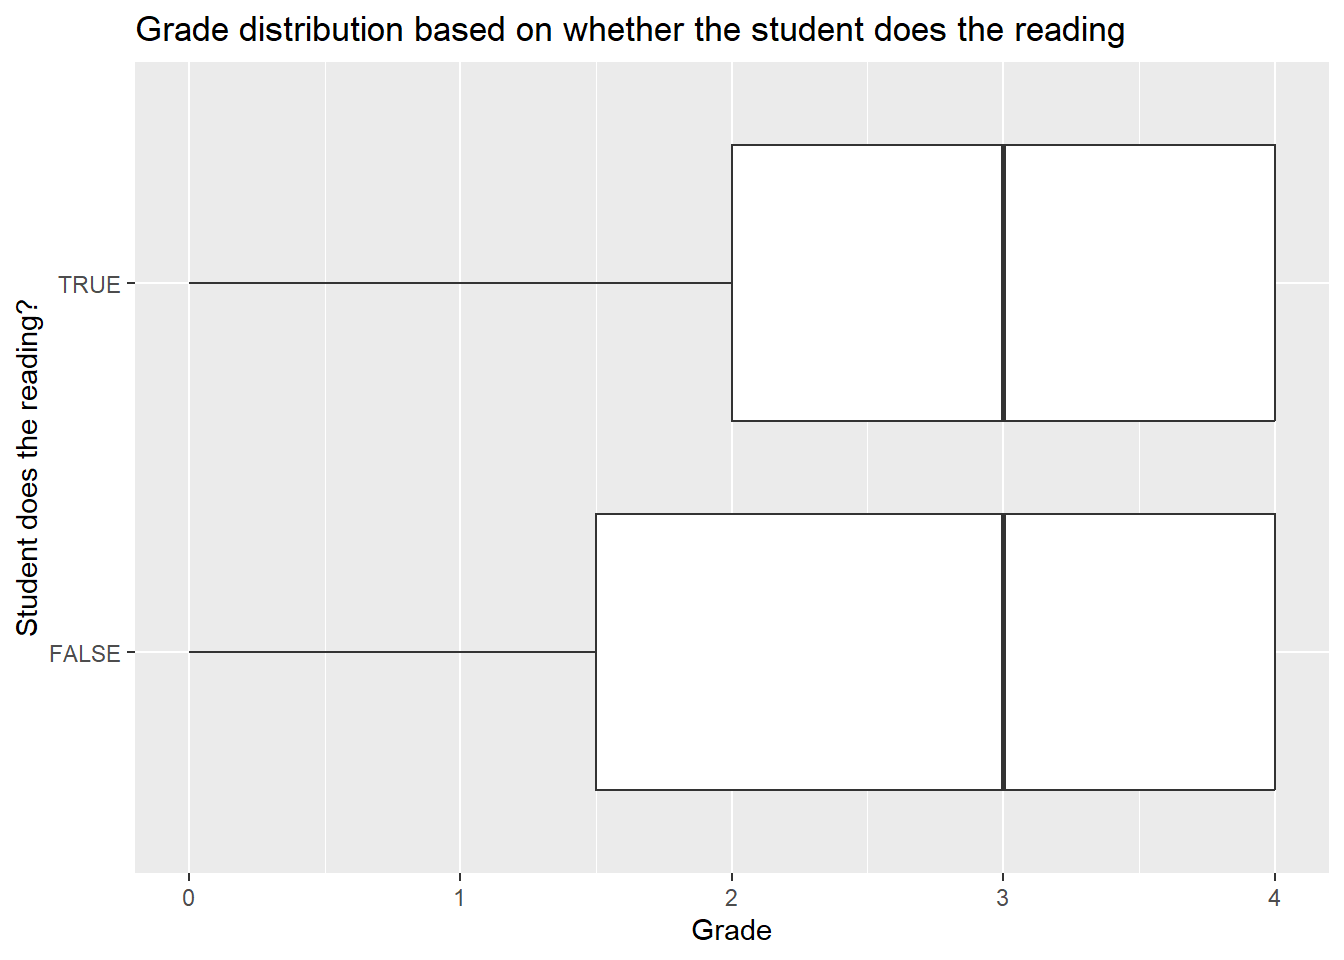 Grade distribution based on whether the student does the reading
Student does the reading?
TRUE
FALSE
0 1 2 3 4
Grade